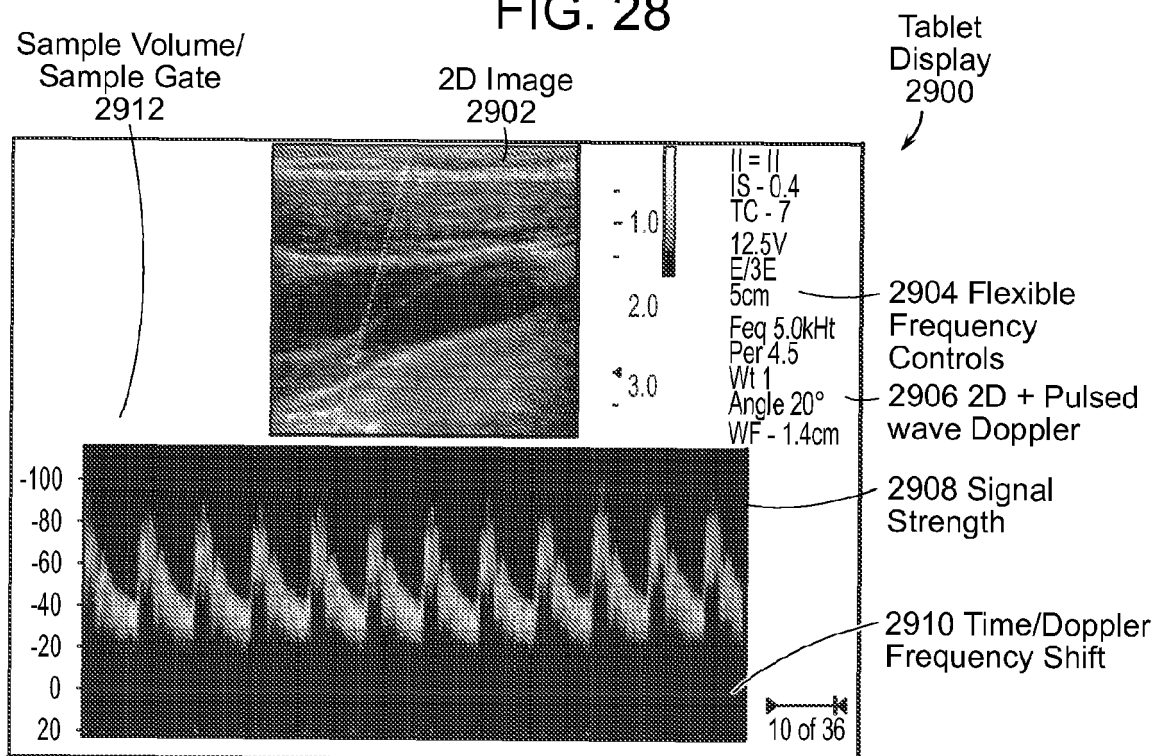 FIG. 28
Sample Volume/
Sample Gate
2912
2D Image
2902
Tablet
Display
2900
1.0
2.0
3.0
II = II
IS - 0.4
TC - 7
12.5V
E/3E
5cm
Feq 5.0kHt
Per 4.5
Wt 1
Angle 20°
WF - 1.4cm
2904 Flexible
Frequency
Controls
2906 2D + Pulsed
wave Doppler
2908 Signal
Strength
2910 Time/Doppler
Frequency Shift
-100
-80
-60
-40
-20
0
20
10 of 36